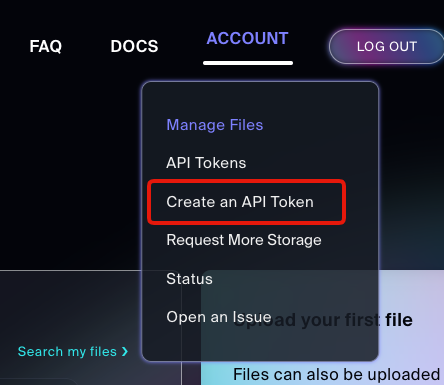 FAQ DOCS ACCOUNT LOG OUT
Manage Files
API Tokens
Create an API Token
Request More Storage
Status
Open an Issue
Upload your first file
Search my files ❯
Files can also be uploaded